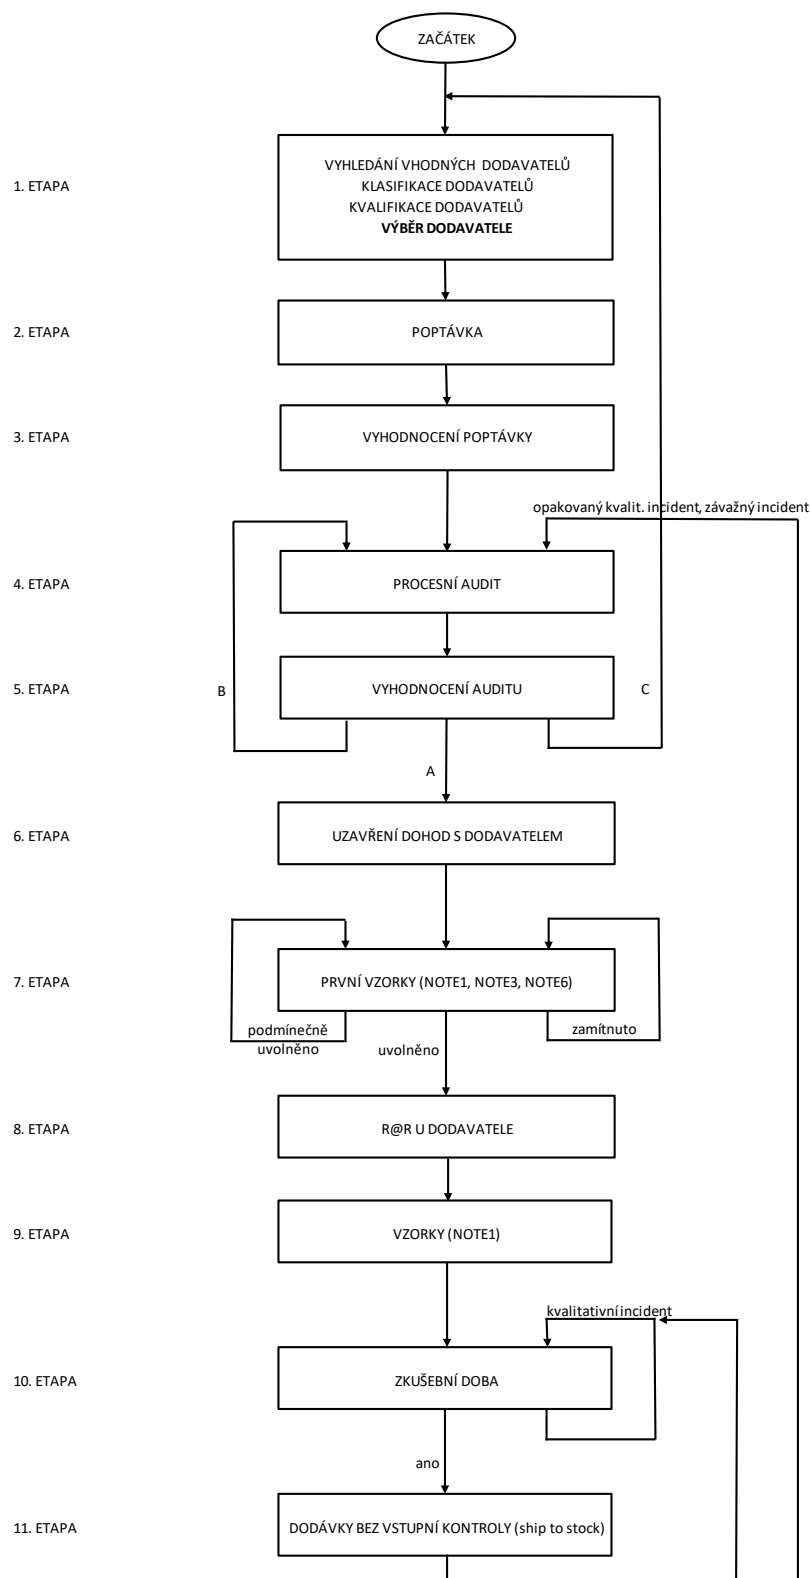 ZAČÁTEK
1. ETAPA
VYHLEDÁNÍ VHODNÝCH DODAVATELŮ
KLASIFIKACE DODAVATELŮ
KVALIFIKACE DODAVATELŮ
VÝBĚR DODAVATELE
2. ETAPA
POPTÁVKA
3. ETAPA
VYHODNOCENÍ POPTÁVKY
opakovaný kvalit. incident, závažný incident
4. ETAPA
PROCESNÍ AUDIT
5. ETAPA
B
VYHODNOCENÍ AUDITU
C
A
6. ETAPA
UZAVŘENÍ DOHOD S DODAVATELEM
7. ETAPA
PRVNÍ VZORKY (NOTE1, NOTE3, NOTE6)
podmínečně
uvolněno
uvolněno
zamítnuto
8. ETAPA
R@R U DODAVATELE
9. ETAPA
VZORKY (NOTE1)
kvalitativní incident
10. ETAPA
ZKUŠEBNÍ DOBA
ano
11. ETAPA
DODÁVKY BEZ VSTUPNÍ KONTROLY (ship to stock)